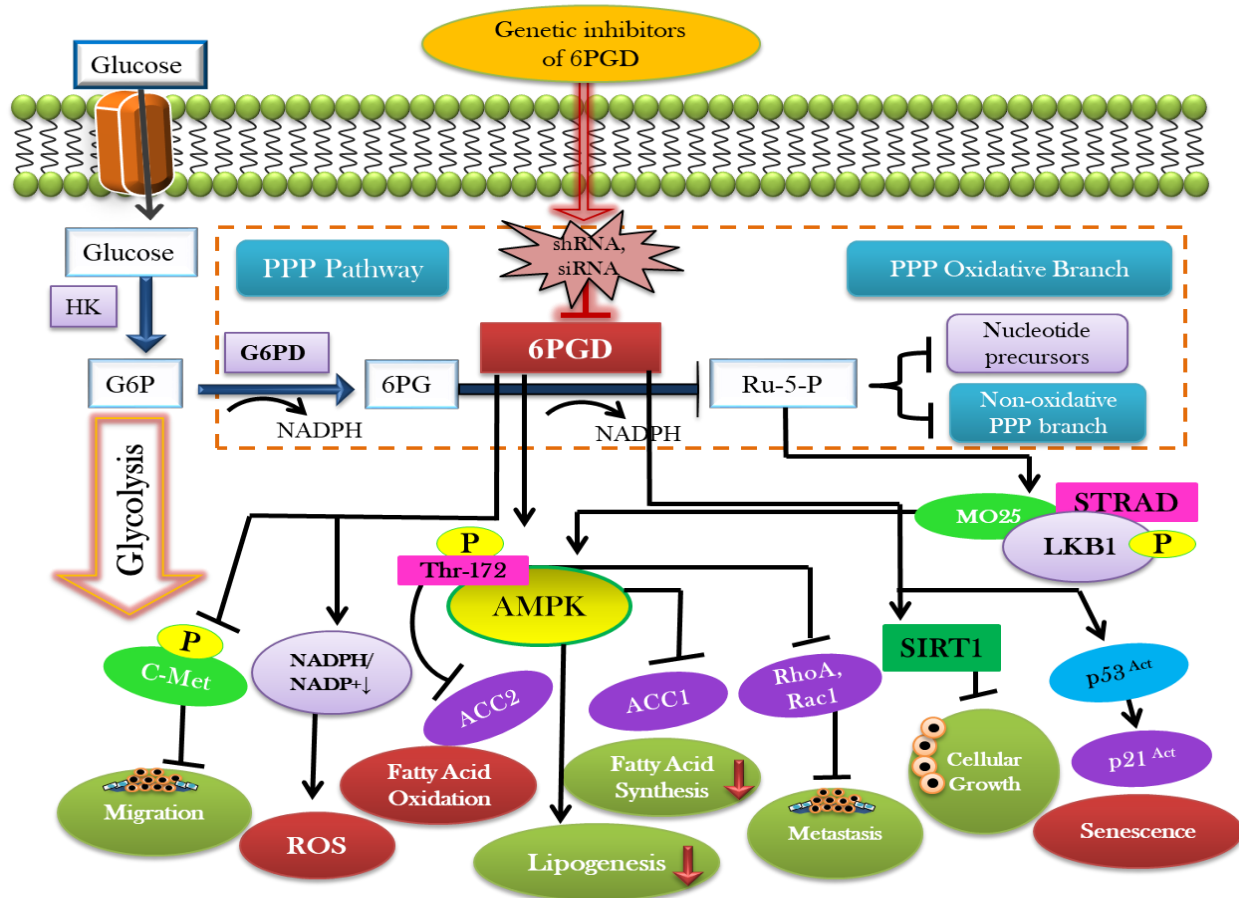 Genetic inhibitors
of 6PGD
Glucose
Glucose
HK
G6P
Glycolysis
PPP Pathway
shRNA,
siRNA
PPP Oxidative Branch
G6PD
6PGD
6PG
NADPH
NADPH
Ru-5-P
Nucleotide
precursors
Non-oxidative
PPP branch
MO25
STRAD
LKB1
P
P
Thr-172
AMPK
P
C-Met
NADPH/
NADP+↓
ACC2
ACC1
RhoA,
Rac1
SIRT1
p53 Act
p21 Act
Migration
ROS
Fatty Acid
Oxidation
Lipogenesis
Fatty Acid
Synthesis
Metastasis
Cellular
Growth
Senescence